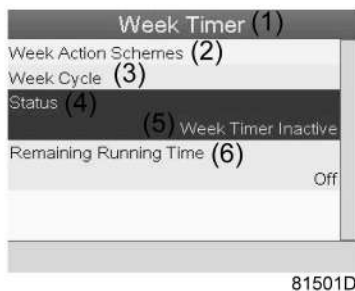 Week Timer (1)
Week Action Schemes (2)
Week Cycle (3)
Status (4)
(5) Week Timer Inactive
Remaining Running Time (6)
Off
81501D